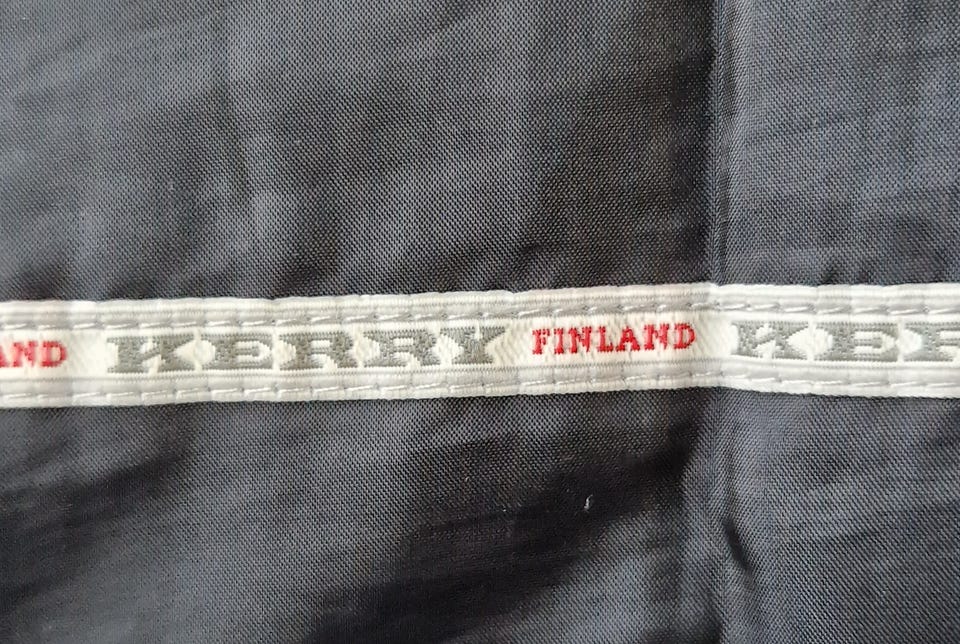 AND KERRY FINLAND KER